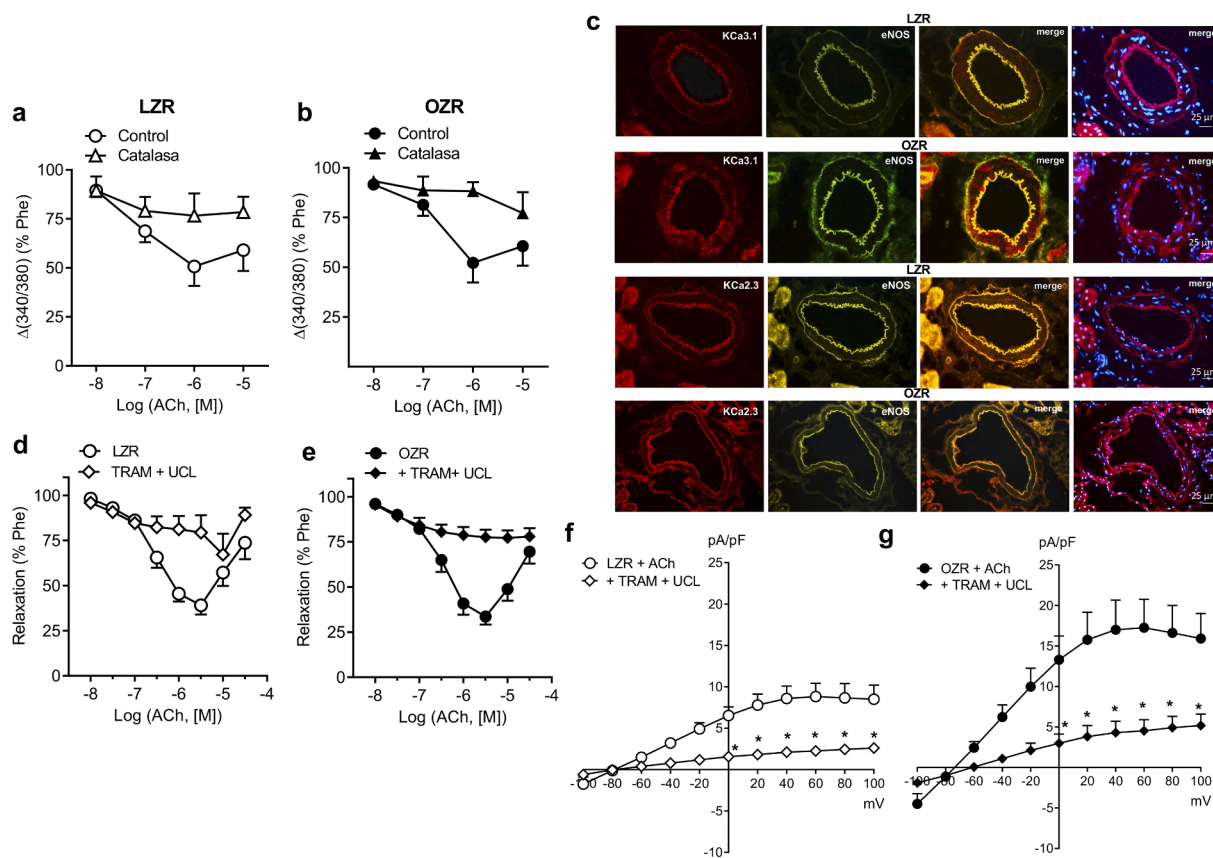 a
LZR
Control
Catalasa
Δ(340/380) (% Phe)
100
75
50
25
0
-8
-7
-6
-5
Log (ACh, [M])
b
OZR
Control
Catalasa
Δ(340/380) (% Phe)
100
75
50
25
0
-8
-7
-6
-5
Log (ACh, [M])
c
LZR
KCa3.1
eNOS
merge
merge
25 µm
OZR
KCa3.1
eNOS
merge
merge
25 µm
LZR
KCa2.3
eNOS
merge
merge
25 µm
OZR
KCa2.3
eNOS
merge
merge
25 µm
d
LZR
TRAM + UCL
Relaxation (% Phe)
100
75
50
25
0
-8
-7
-6
-5
-4
Log (ACh, [M])
e
OZR
+ TRAM+ UCL
Relaxation (% Phe)
100
75
50
25
0
-8
-7
-6
-5
-4
Log (ACh, [M])
f
pA/pF
LZR + ACh
+ TRAM + UCL
25
20
15
10
5
-5
-10
-100 -80 -60 -40 -20 20 40 60 80 100
mV
* * * * * *
g
pA/pF
OZR + ACh
+ TRAM + UCL
25
20
15
10
5
-5
-10
-100 -80 -60 -40 -20 20 40 60 80 100
mV
* * * * * *